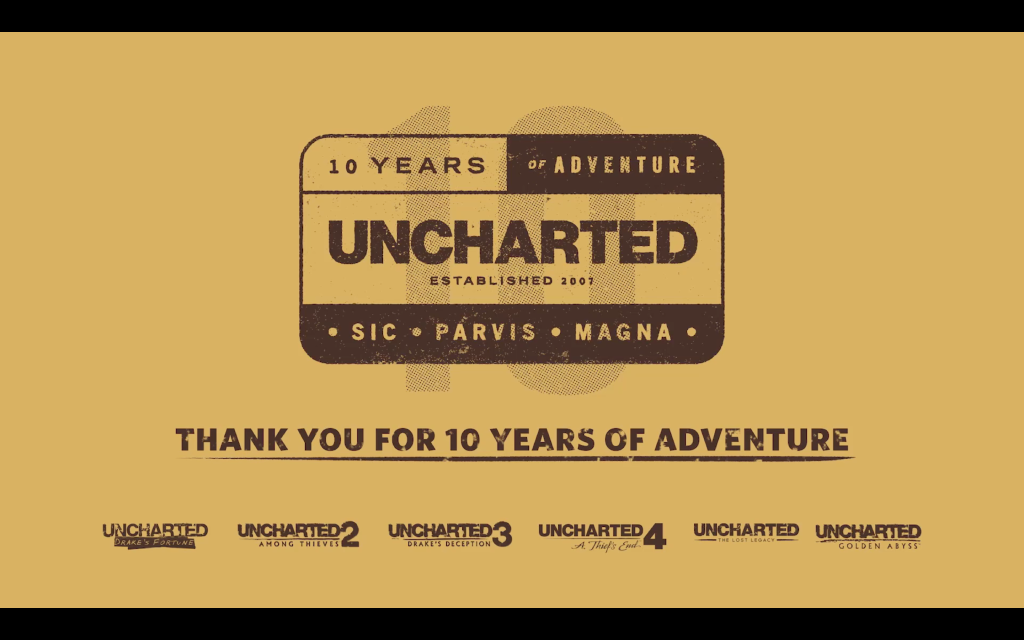 10
10 YEARS OF ADVENTURE
UNCHARTED
ESTABLISHED 2007
• SIC • PARVIS • MAGNA •
THANK YOU FOR 10 YEARS OF ADVENTURE
UNCHARTED
DRAKE'S FORTUNE
UNCHARTED 2
AMONG THIEVES
UNCHARTED 3
DRAKE'S DECEPTION
UNCHARTED 4
A Thief's End
UNCHARTED
THE LOST LEGACY
UNCHARTED
GOLDEN ABYSS